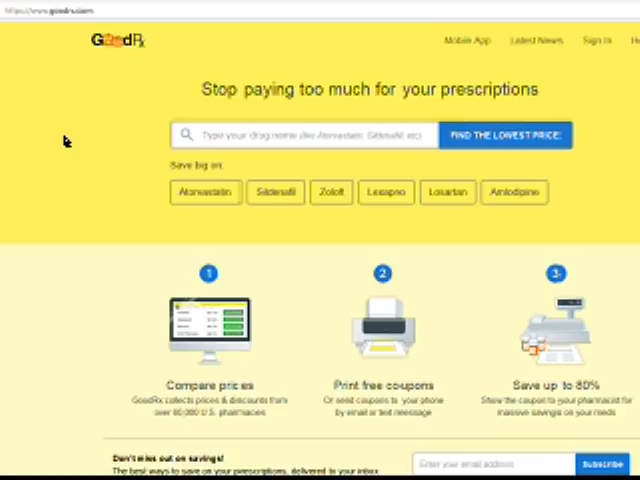 https://www.goodrx.com
GoodRx
Mobile App Latest News Sign In
Stop paying too much for your prescriptions
Type your drug name (like Atorvastatin, Sildenafil, etc) FIND THE LOWEST PRICE!
Save big on:
Atorvastatin Sildenafil Zoloft Lexapro Losartan Amlodipine
1 2 3
Compare prices Print free coupons Save up to 80%
GoodRx collects prices & discounts from Or send coupons to your phone Show the coupon to your pharmacist for
over 60,000 U.S. pharmacies by email or text message massive savings on your meds
Don't miss out on savings!
The best ways to save on your prescriptions, delivered to your inbox
Enter your email address Subscribe